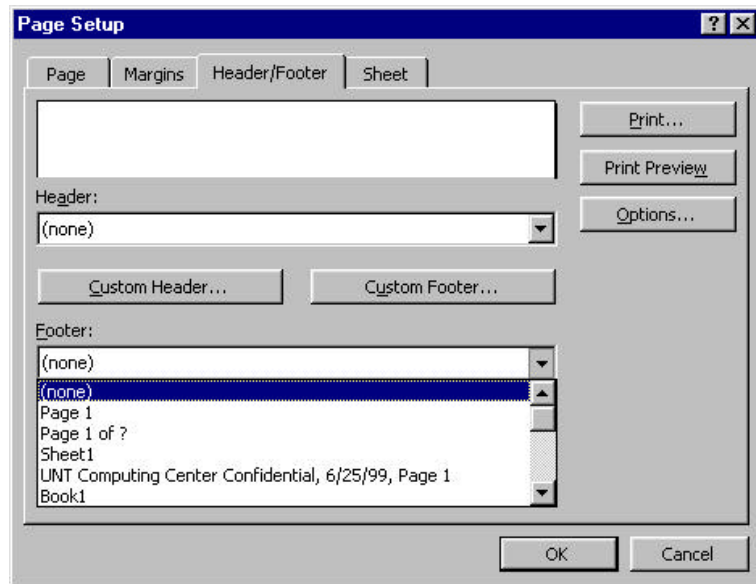 Page Setup
? X
Page Margins Header/Footer Sheet
Print...
Print Preview
Header:
Options...
(none)
Custom Header... Custom Footer...
Footer:
(none)
(none)
Page 1
Page 1 of ?
Sheet1
UNT Computing Center Confidential, 6/25/99, Page 1
Book1
OK Cancel